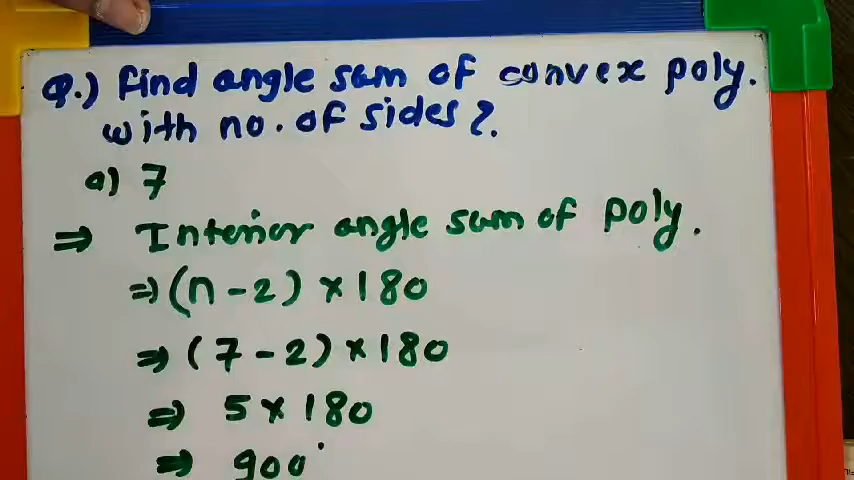 Q.) Find angle sum of convex poly.
with no. of sides?.
a) 7
⇒ Interior angle sum of poly.
⇒ (n - 2) × 180
⇒ (7 - 2) × 180
⇒ 5 × 180
⇒ 900°